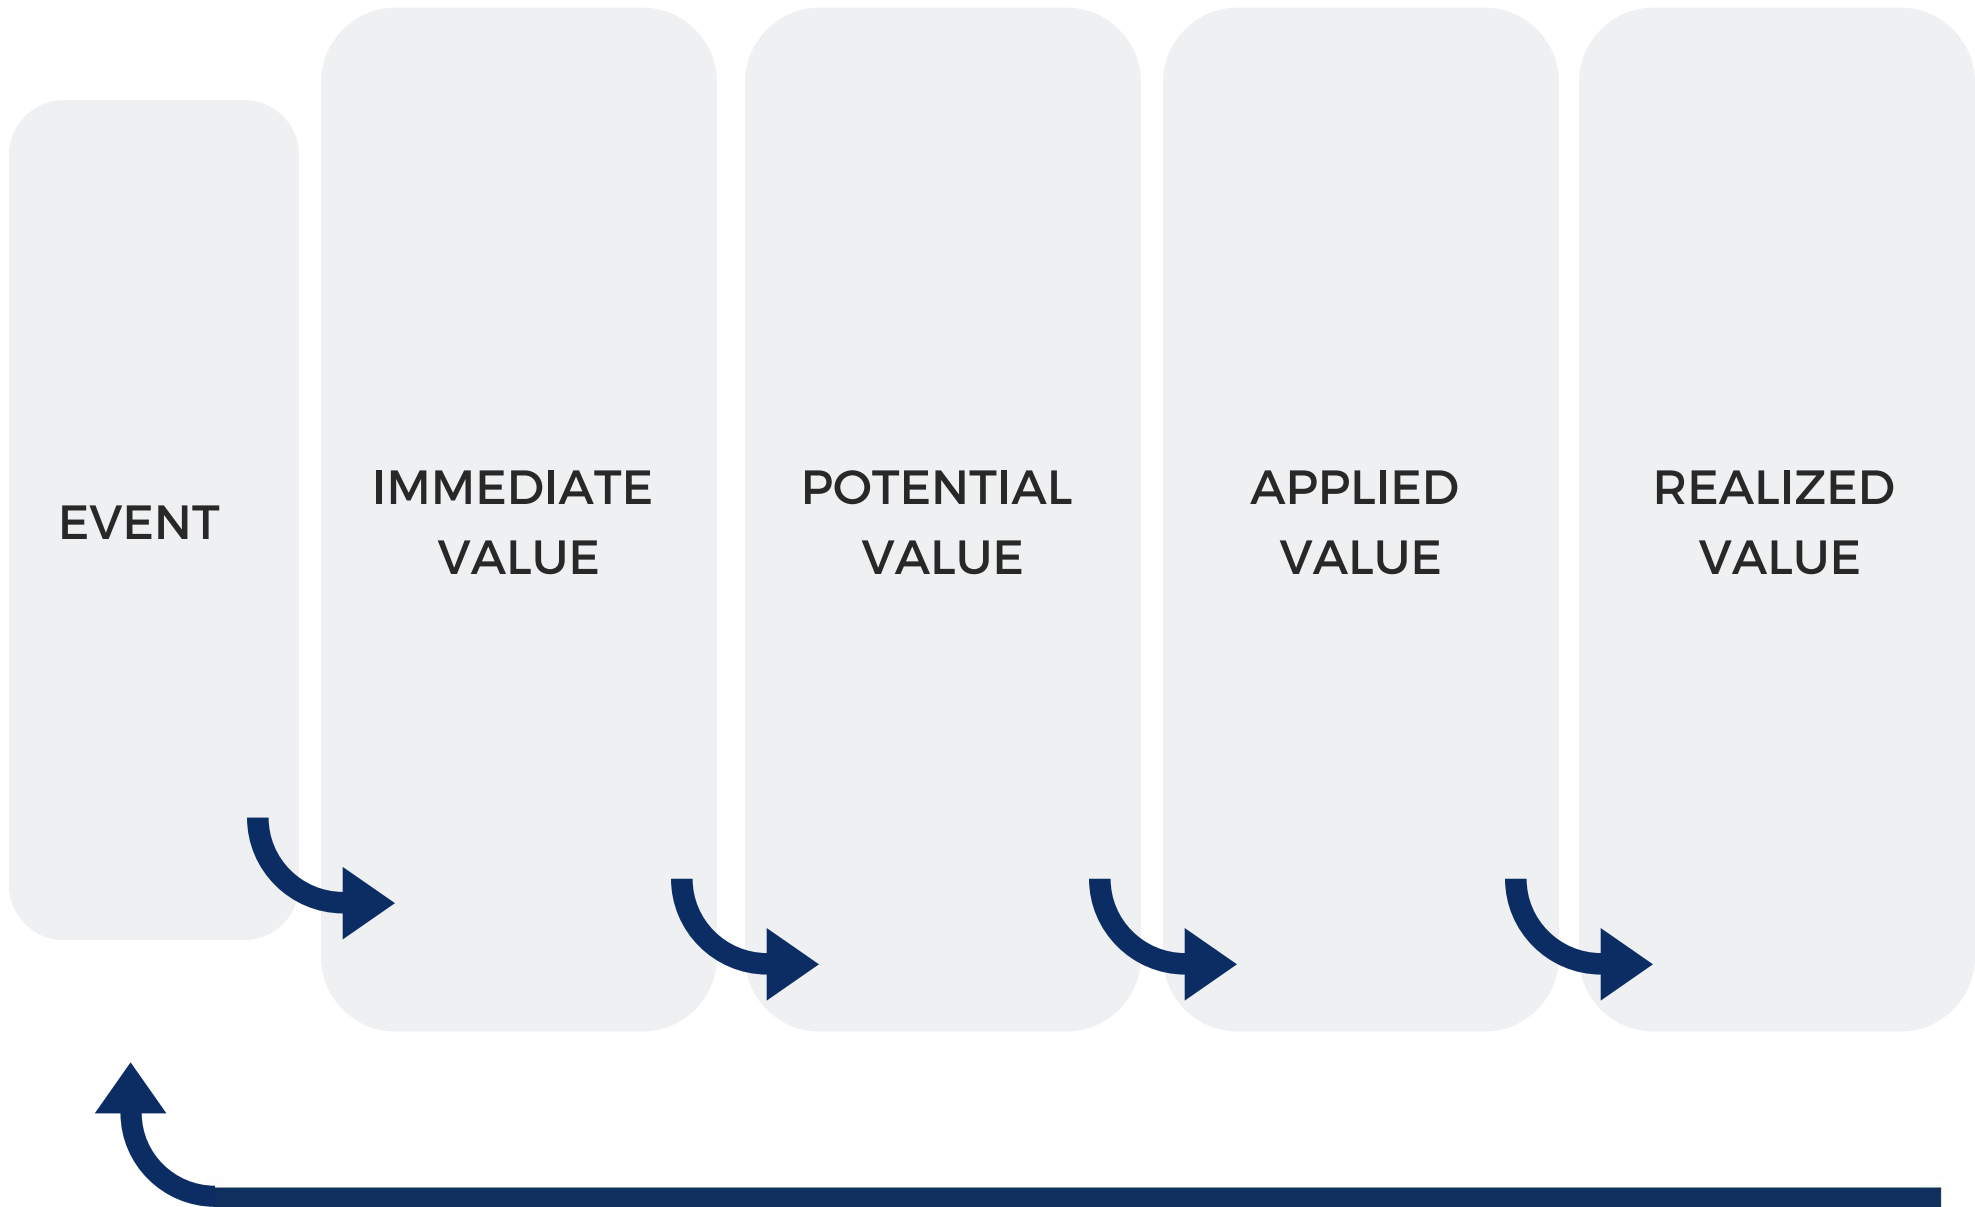 EVENT
IMMEDIATE
VALUE
POTENTIAL
VALUE
APPLIED
VALUE
REALIZED
VALUE